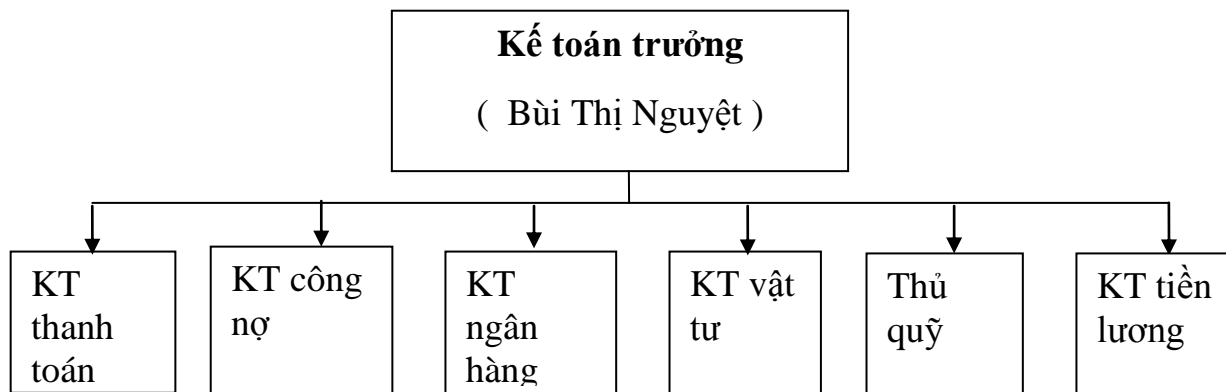 Kế toán trưởng
( Bùi Thị Nguyệt )
KT
thanh
toán
KT công
nợ
KT
ngân
hàng
KT vật
tư
Thủ
quỹ
KT tiền
lương